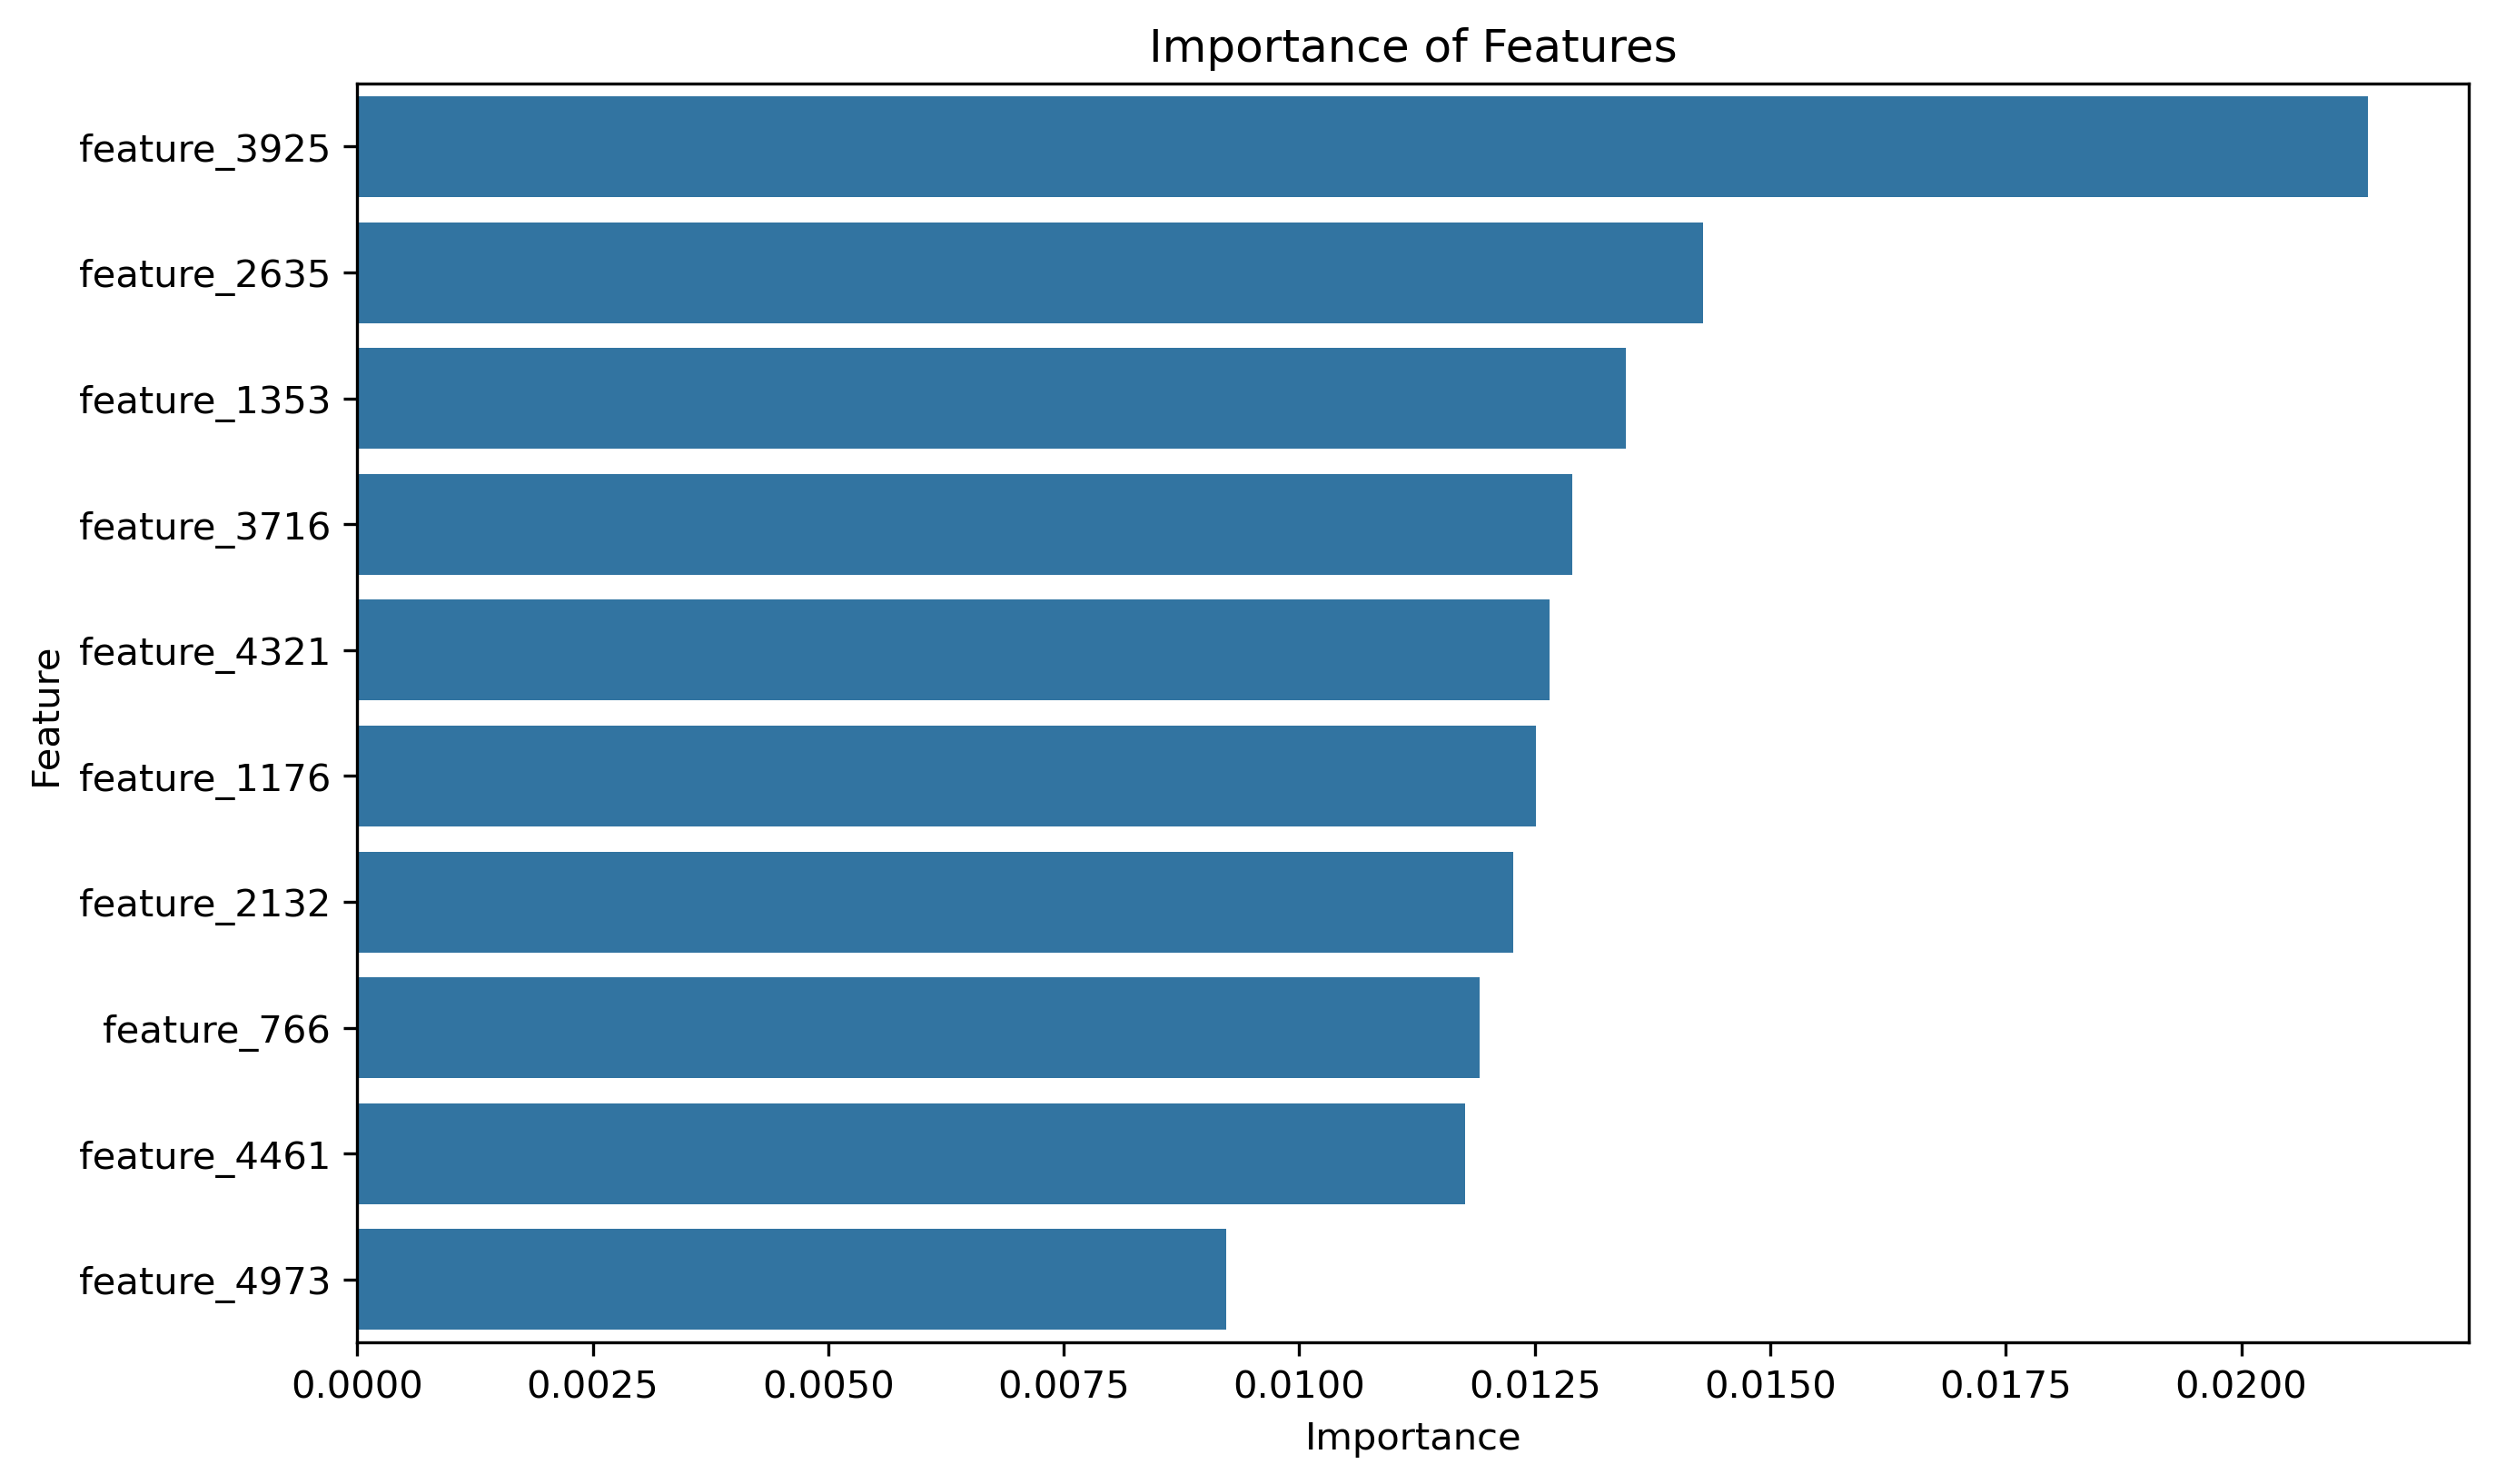 Importance of Features
Feature
feature_3925
feature_2635
feature_1353
feature_3716
feature_4321
feature_1176
feature_2132
feature_766
feature_4461
feature_4973
0.0000 0.0025 0.0050 0.0075 0.0100 0.0125 0.0150 0.0175 0.0200
Importance